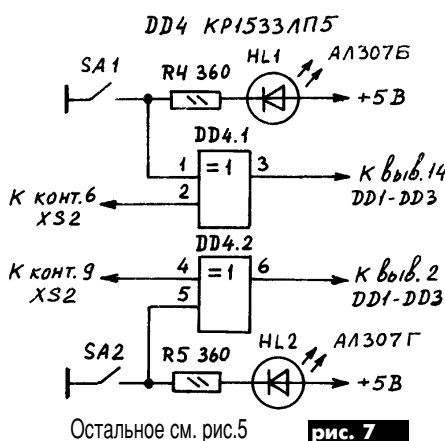 DD4 КР1533ЛП5
SA1
R4 360
HL1
АЛ307Б
+5В
DD4.1
1
=1
3
К выв.14
DD1-DD3
2
К конт.6
XS2
DD4.2
К конт.9
XS2
4
=1
6
К выв.2
DD1-DD3
5
SA2
R5 360
HL2
АЛ307Г
+5В
Остальное см. рис.5
рис. 7